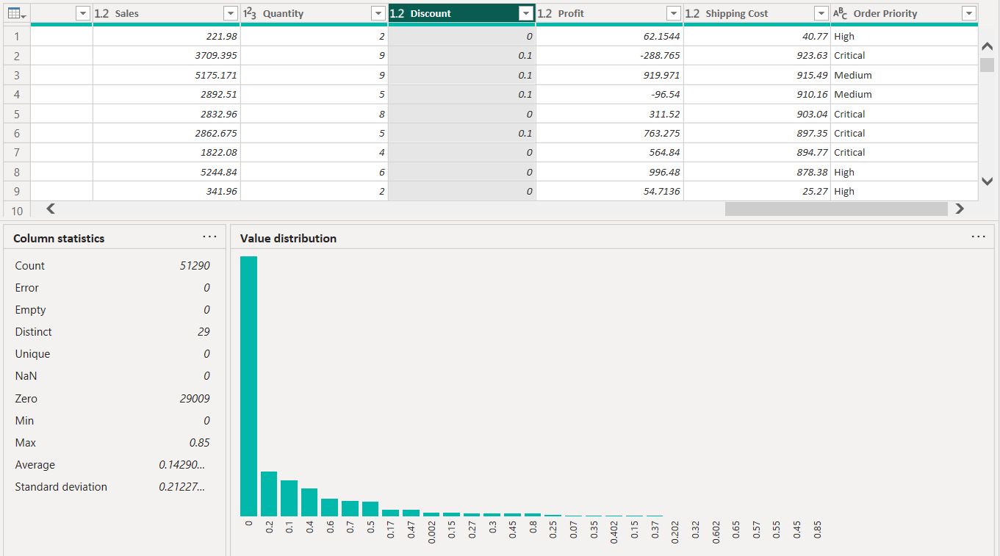 1.2 Sales 1²3 Quantity 1.2 Discount 1.2 Profit 1.2 Shipping Cost ABC Order Priority
1 221.98 2 0 62.1544 40.77 High
2 3709.395 9 0.1 -288.765 923.63 Critical
3 5175.171 9 0.1 919.971 915.49 Medium
4 2892.51 5 0.1 -96.54 910.16 Medium
5 2832.96 8 0 311.52 903.04 Critical
6 2862.675 5 0.1 763.275 897.35 Critical
7 1822.08 4 0 564.84 894.77 Critical
8 5244.84 6 0 996.48 878.38 High
9 341.96 2 0 54.7136 25.27 High
10
Column statistics ...
Count 51290
Error 0
Empty 0
Distinct 29
Unique 0
NaN 0
Zero 29009
Min 0
Max 0.85
Average 0.14290...
Standard deviation 0.21227...
Value distribution ...
0 0.2 0.1 0.4 0.6 0.7 0.5 0.17 0.47 0.002 0.15 0.27 0.3 0.45 0.8 0.25 0.07 0.35 0.402 0.15 0.37 0.202 0.32 0.602 0.65 0.57 0.55 0.45 0.85